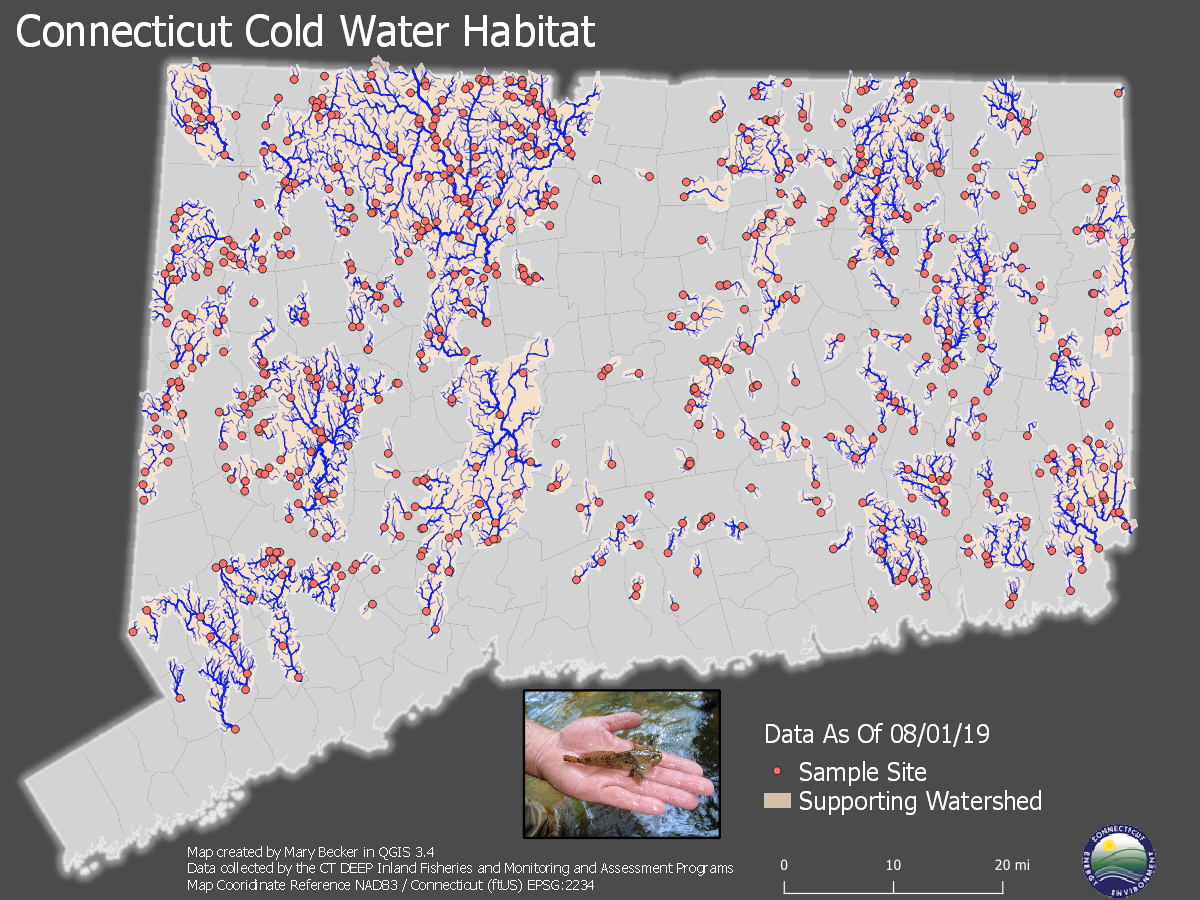 Connecticut Cold Water Habitat
Data As Of 08/01/19
Sample Site
Supporting Watershed
Map created by Mary Becker in QGIS 3.4
Data collected by the CT DEEP Inland Fisheries and Monitoring and Assessment Programs
Map Coordinate Reference NAD83 / Connecticut (ftUS) EPSG:2234
0 10 20 mi
CONNECTICUT
ENERGY
ENVIRONMENT